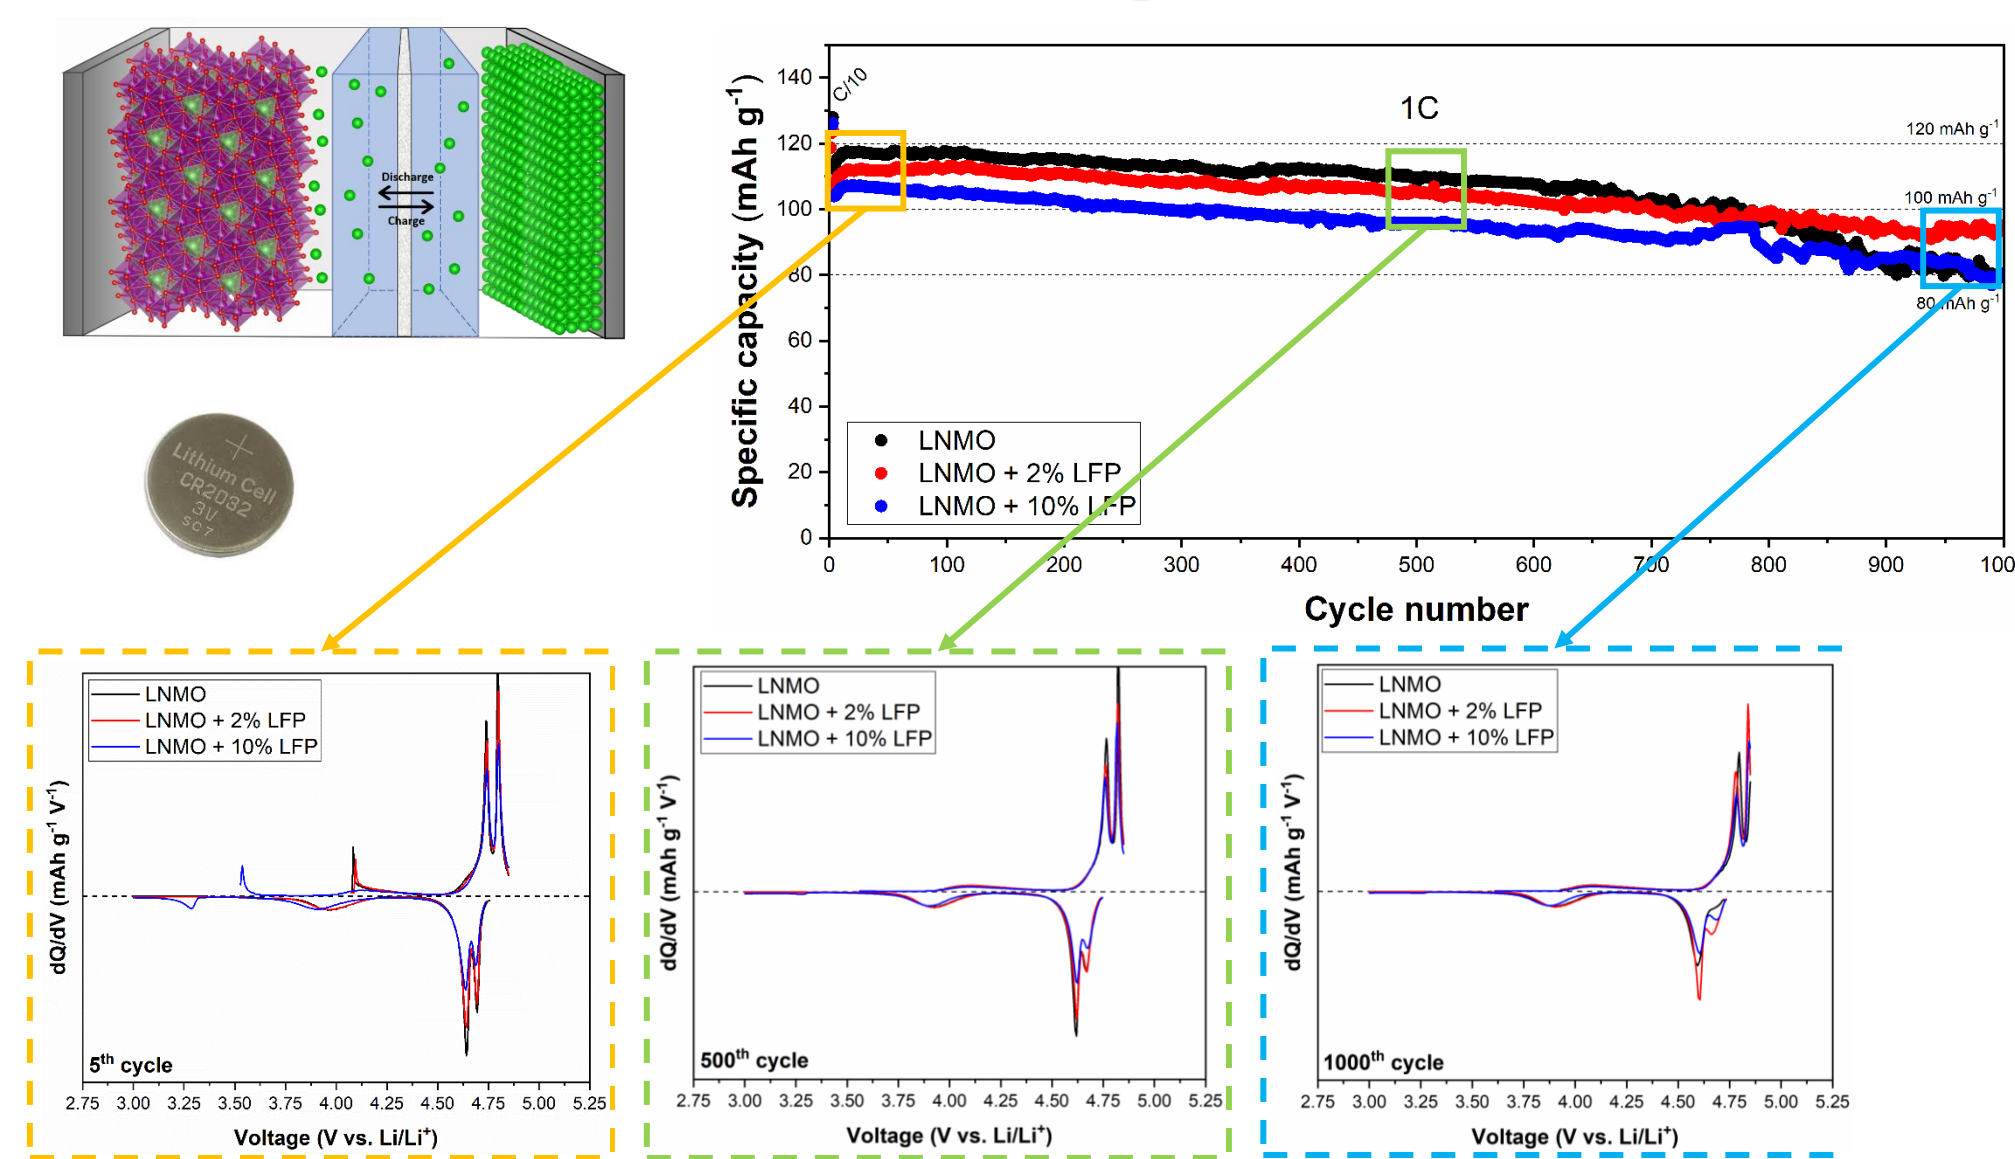 Discharge
Charge
Lithium Cell
CR2032
3V
SC7
Specific capacity (mAh g⁻¹)
140
120
100
80
60
40
20
0
C/10
1C
120 mAh g⁻¹
100 mAh g⁻¹
80 mAh g⁻¹
LNMO
LNMO + 2% LFP
LNMO + 10% LFP
0 100 200 300 400 500 600 700 800 900 100
Cycle number
LNMO
LNMO + 2% LFP
LNMO + 10% LFP
dQ/dV (mAh g⁻¹ V⁻¹)
5th cycle
2.75 3.00 3.25 3.50 3.75 4.00 4.25 4.50 4.75 5.00 5.25
Voltage (V vs. Li/Li⁺)
LNMO
LNMO + 2% LFP
LNMO + 10% LFP
dQ/dV (mAh g⁻¹ V⁻¹)
500th cycle
2.75 3.00 3.25 3.50 3.75 4.00 4.25 4.50 4.75 5.00 5.25
Voltage (V vs. Li/Li⁺)
LNMO
LNMO + 2% LFP
LNMO + 10% LFP
dQ/dV (mAh g⁻¹ V⁻¹)
1000th cycle
2.75 3.00 3.25 3.50 3.75 4.00 4.25 4.50 4.75 5.00 5.25
Voltage (V vs. Li/Li⁺)